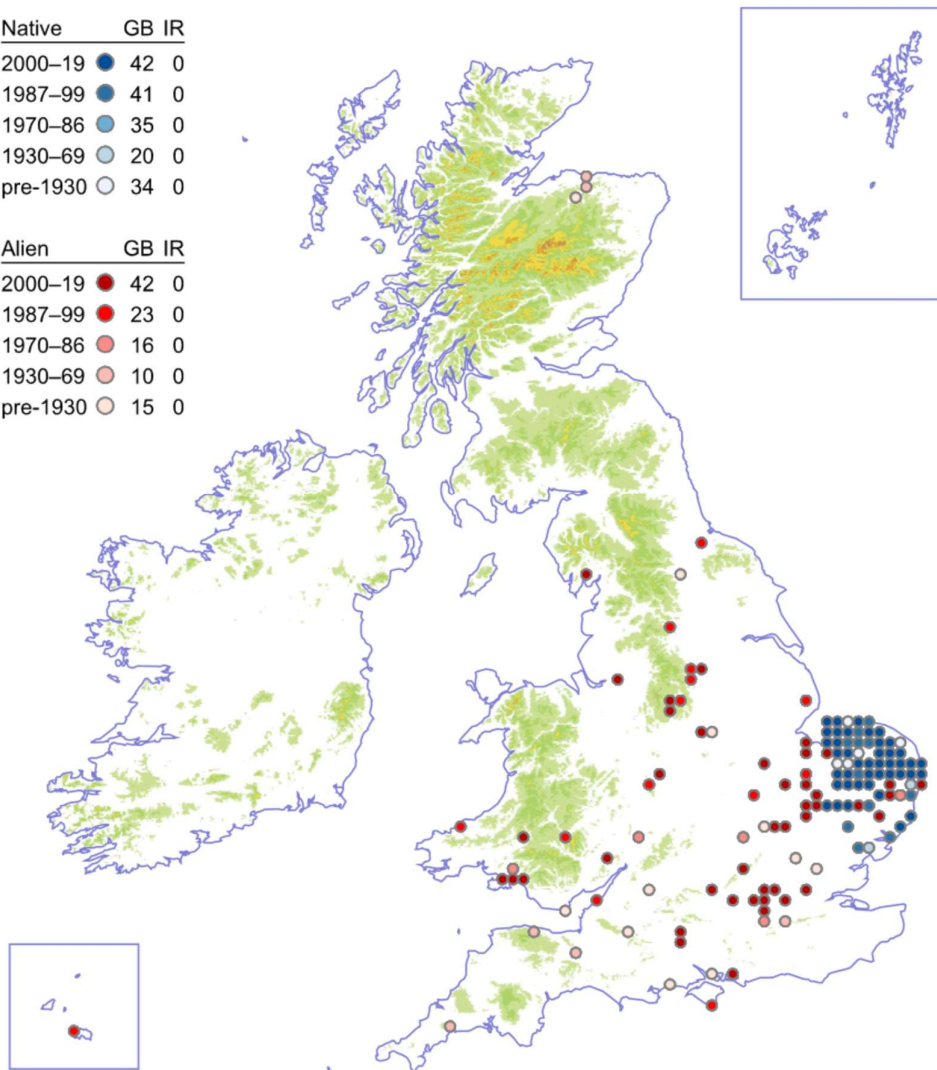 Native GB IR
2000–19 42 0
1987–99 41 0
1970–86 35 0
1930–69 20 0
pre-1930 34 0
Alien GB IR
2000–19 42 0
1987–99 23 0
1970–86 16 0
1930–69 10 0
pre-1930 15 0